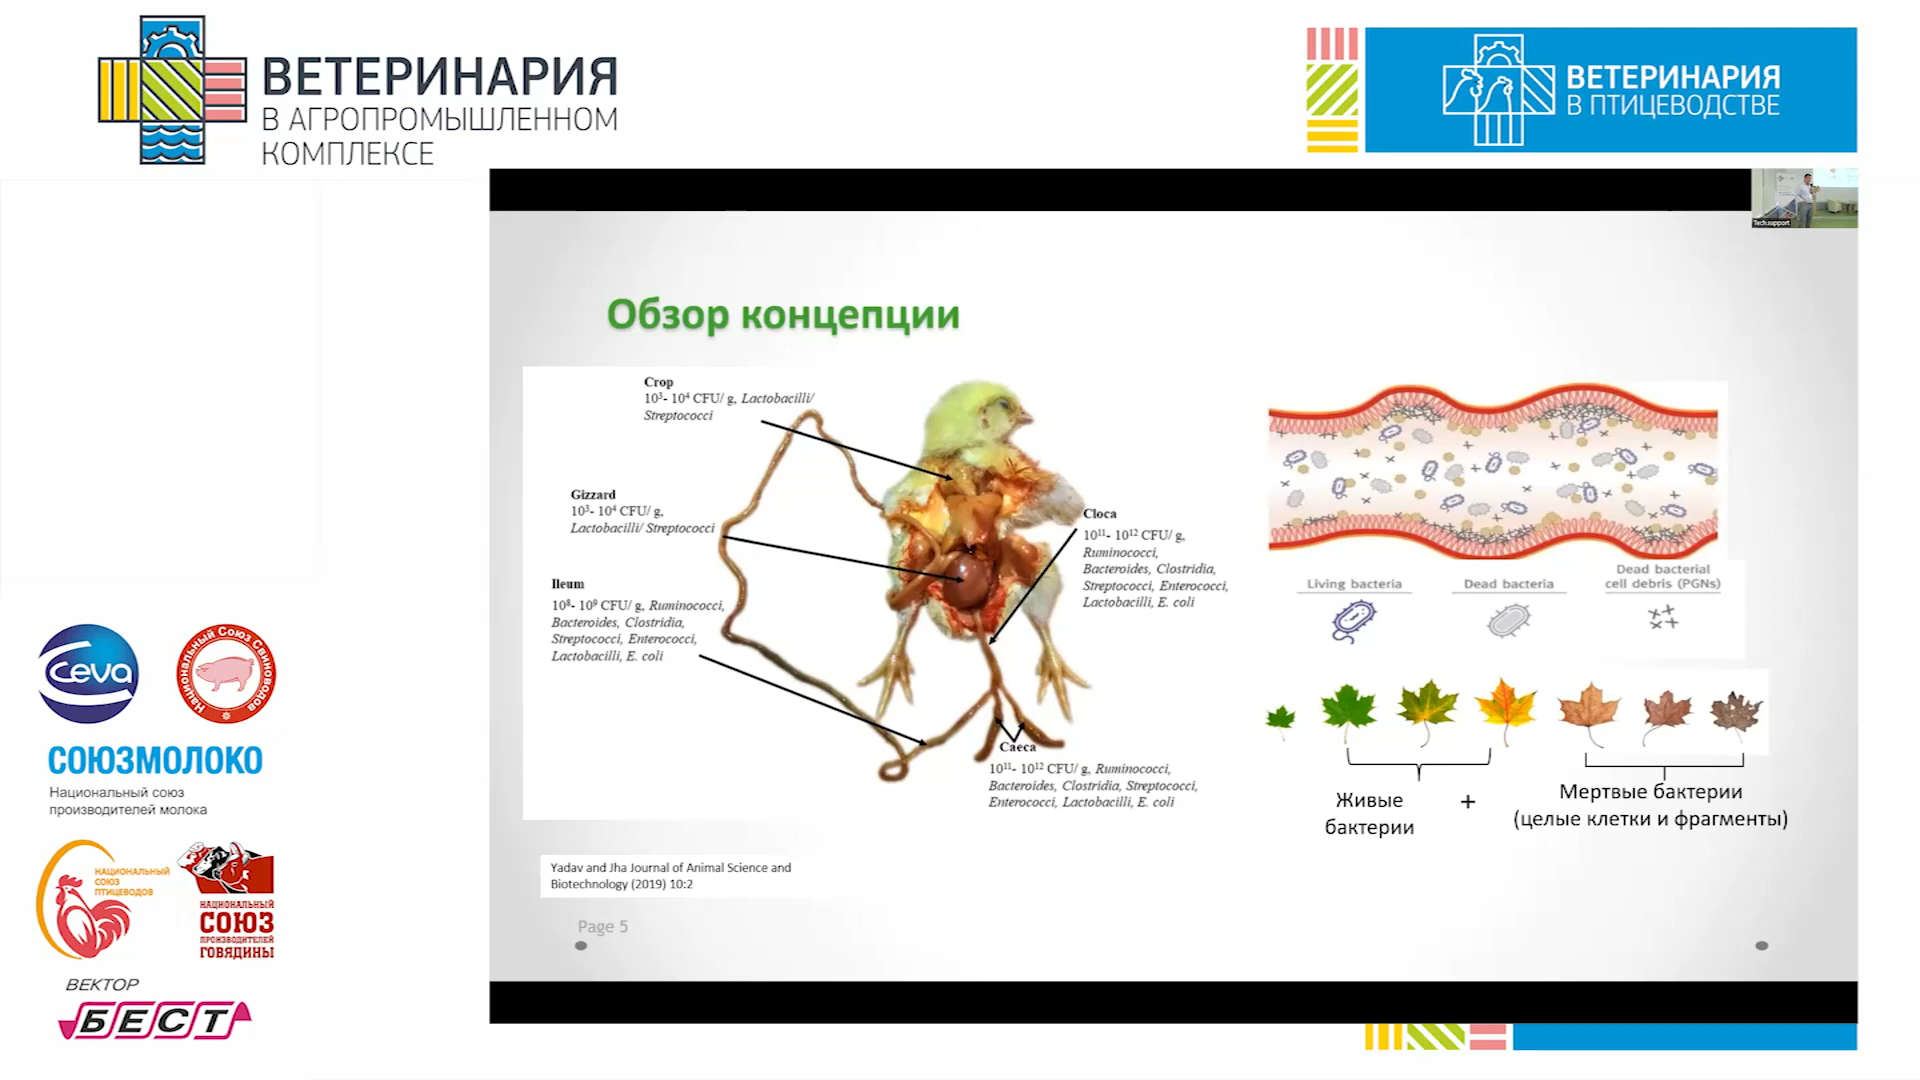 ВЕТЕРИНАРИЯ
В АГРОПРОМЫШЛЕННОМ
КОМПЛЕКСЕ
ВЕТЕРИНАРИЯ
В ПТИЦЕВОДСТВЕ
Tech.support
Обзор концепции
Crop
10³- 10⁴ CFU/ g, Lactobacilli/
Streptococci
Gizzard
10³- 10⁴ CFU/ g,
Lactobacilli/ Streptococci
Ileum
10⁸- 10⁹ CFU/ g, Ruminococci,
Bacteroides, Clostridia,
Streptococci, Enterococci,
Lactobacilli, E. coli
Cloca
10¹¹- 10¹² CFU/ g,
Ruminococci,
Bacteroides, Clostridia,
Streptococci, Enterococci,
Lactobacilli, E. coli
Caeca
10¹¹- 10¹² CFU/ g, Ruminococci,
Bacteroides, Clostridia, Streptococci,
Enterococci, Lactobacilli, E. coli
Living bacteria
Dead bacteria
Dead bacterial
cell debris (PGNs)
Живые
бактерии
+
Мертвые бактерии
(целые клетки и фрагменты)
Yadav and Jha Journal of Animal Science and
Biotechnology (2019) 10:2
Page 5
Ceva
Национальный Союз Свиноводов
СОЮЗМОЛОКО
Национальный союз
производителей молока
НАЦИОНАЛЬНЫЙ
СОЮЗ
ПТИЦЕВОДОВ
НАЦИОНАЛЬНЫЙ
СОЮЗ
ПРОИЗВОДИТЕЛЕЙ
ГОВЯДИНЫ
ВЕКТОР
БЕСТ